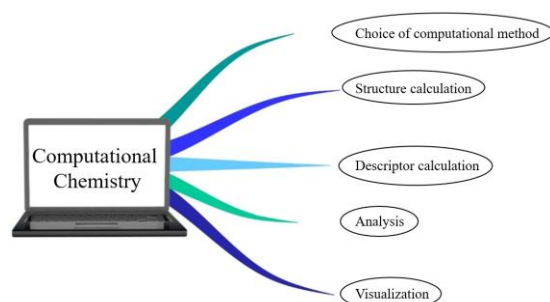 Computational
Chemistry
Choice of computational method
Structure calculation
Descriptor calculation
Analysis
Visualization